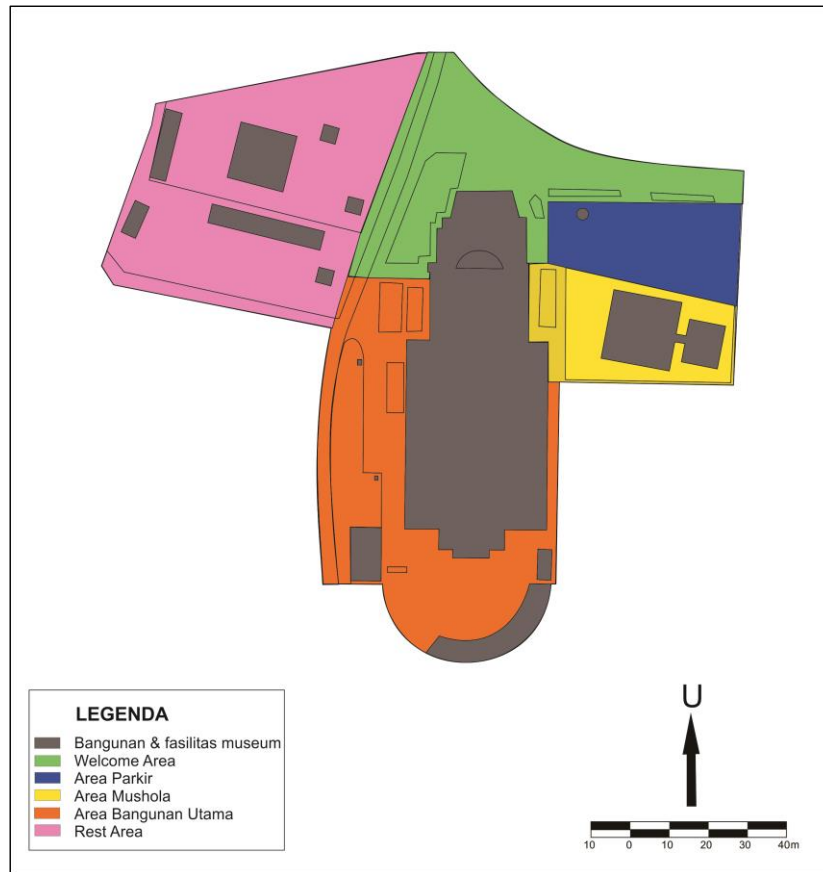 LEGENDA
Bangunan & fasilitas museum
Welcome Area
Area Parkir
Area Mushola
Area Bangunan Utama
Rest Area
U
10 0 10 20 30 40m